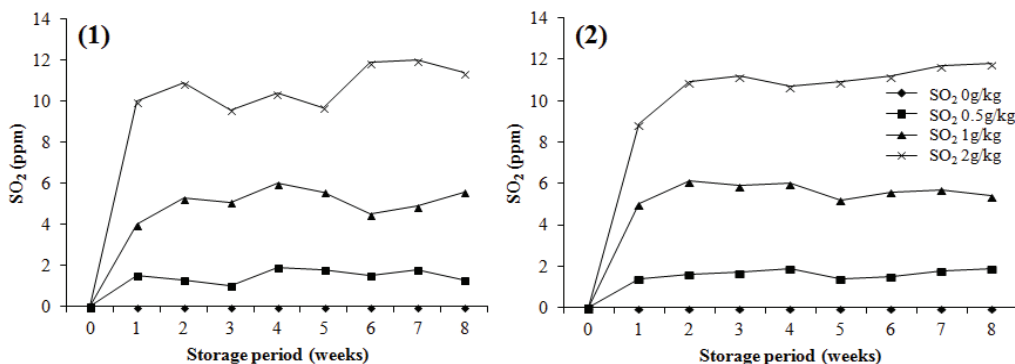 (1)
14
12
10
8
6
4
2
0
SO₂ (ppm)
0 1 2 3 4 5 6 7 8
Storage period (weeks)
(2)
14
12
10
8
6
4
2
0
SO₂ (ppm)
SO₂ 0g/kg
SO₂ 0.5g/kg
SO₂ 1g/kg
SO₂ 2g/kg
0 1 2 3 4 5 6 7 8
Storage period (weeks)